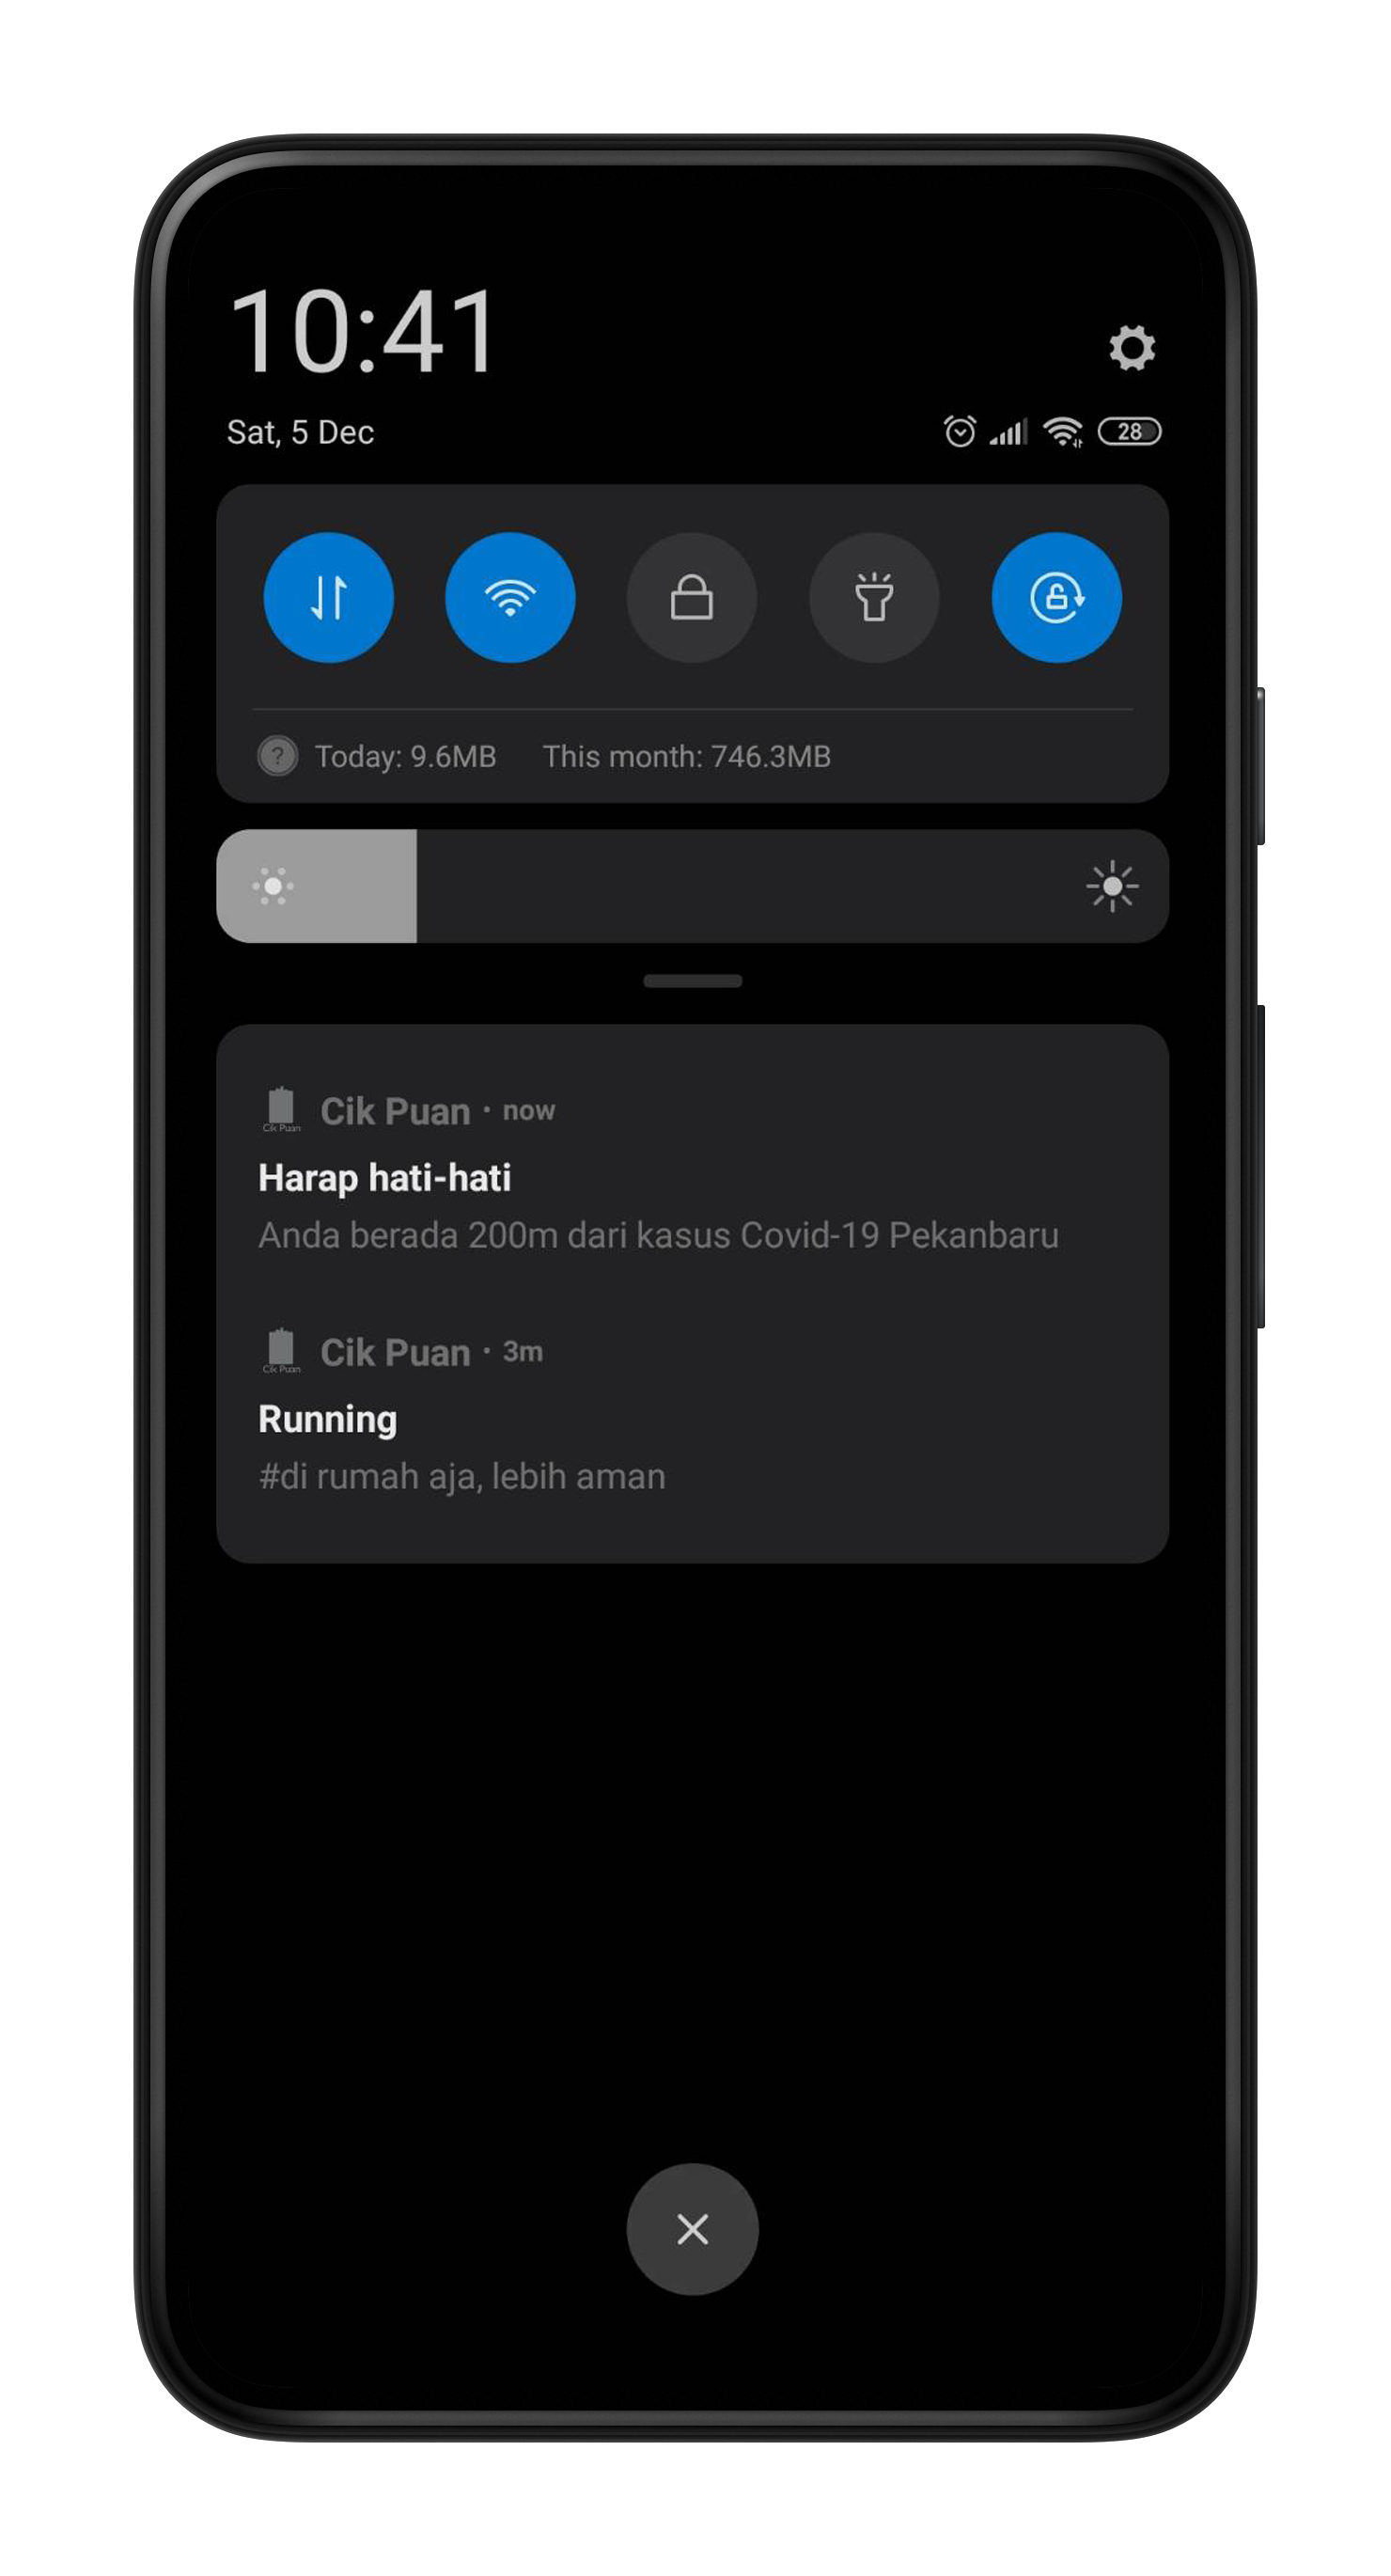 10:41
Sat, 5 Dec
28
?
Today: 9.6MB This month: 746.3MB
Cik Puan · now
Cik Puan
Harap hati-hati
Anda berada 200m dari kasus Covid-19 Pekanbaru
Cik Puan · 3m
Cik Puan
Running
#di rumah aja, lebih aman